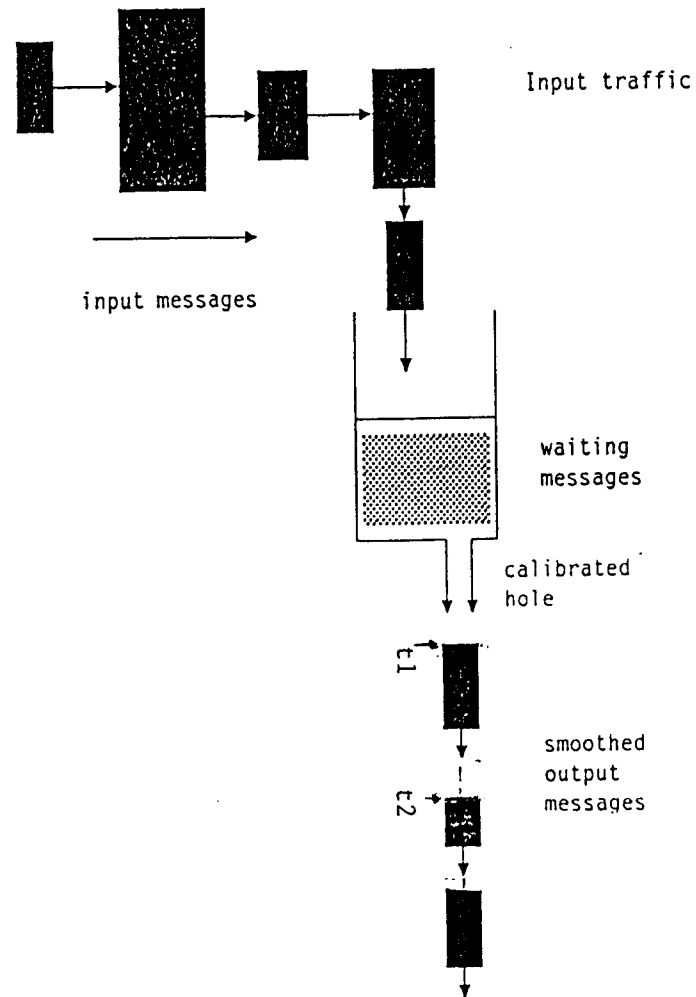 Input traffic
input messages
waiting
messages
calibrated
hole
t1
smoothed
output
messages
t2